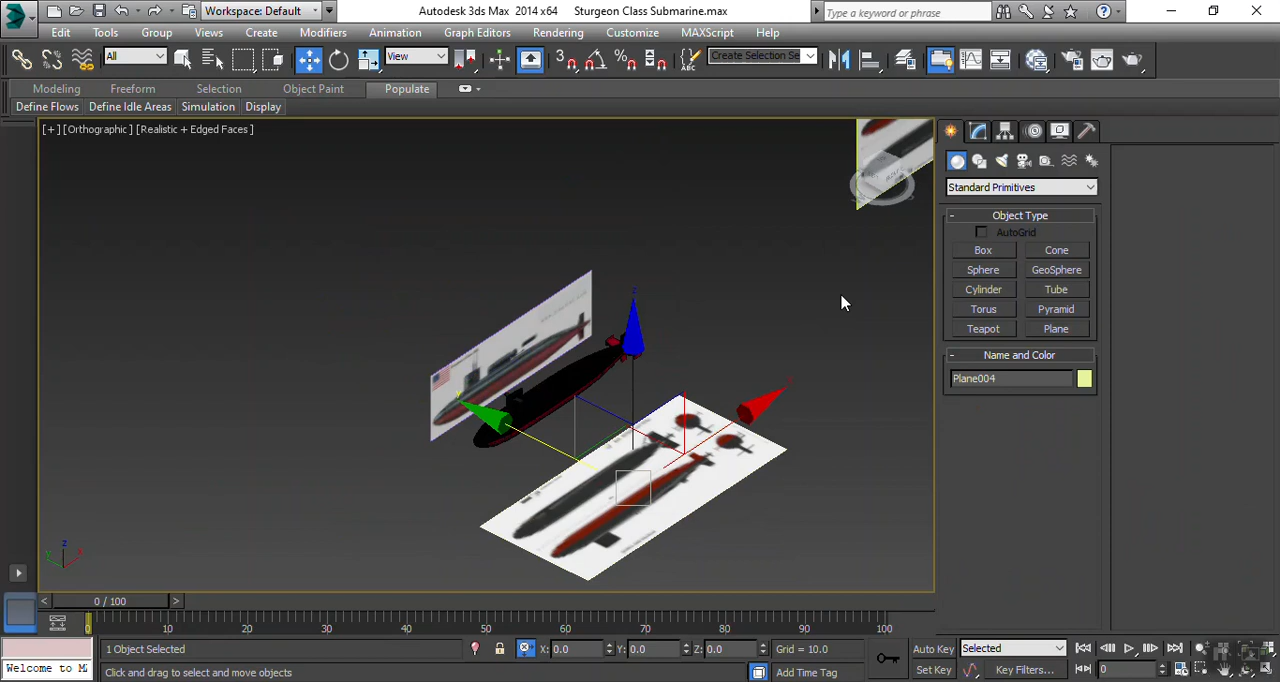 Workspace: Default
Autodesk 3ds Max 2014 x64 Sturgeon Class Submarine.max
Type a keyword or phrase
Edit Tools Group Views Create Modifiers Animation Graph Editors Rendering Customize MAXScript Help
All View 3 Create Selection Se
Modeling Freeform Selection Object Paint Populate
Define Flows Define Idle Areas Simulation Display
[+] [Orthographic] [Realistic + Edged Faces]
Standard Primitives
- Object Type
AutoGrid
Box Cone
Sphere GeoSphere
Cylinder Tube
Torus Pyramid
Teapot Plane
- Name and Color
Plane004
z
x
y
z
y x
< 0 / 100 >
0 10 20 30 40 50 60 70 80 90 100
1 Object Selected X: 0.0 Y: 0.0 Z: 0.0 Grid = 10.0 Auto Key Selected
Welcome to M Click and drag to select and move objects Add Time Tag Set Key Key Filters... 0